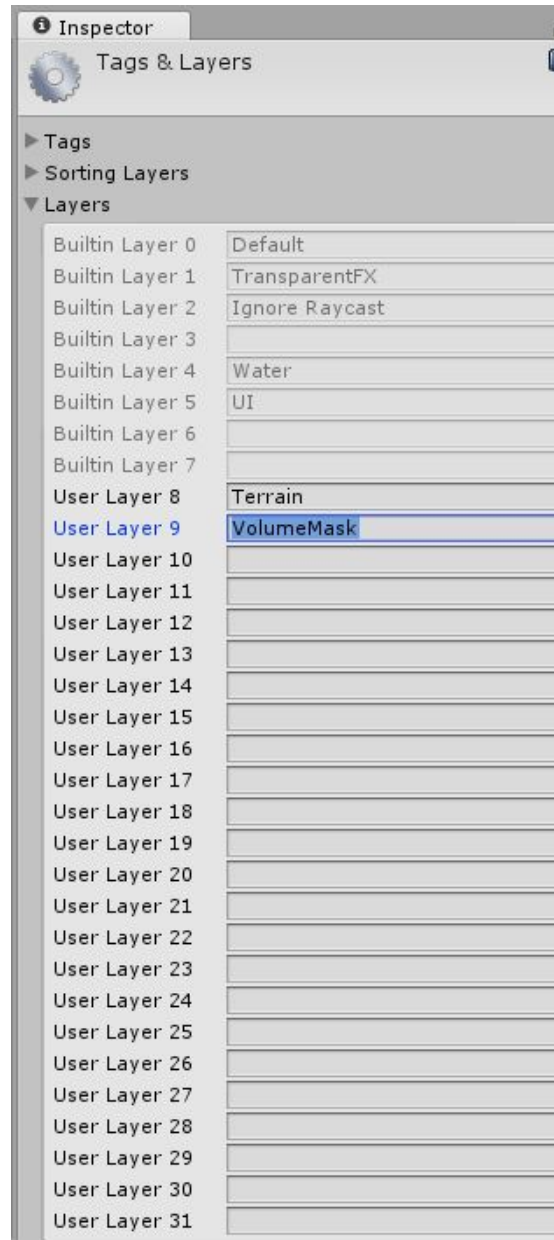 Inspector
Tags & Layers
Tags
Sorting Layers
Layers
Builtin Layer 0 Default
Builtin Layer 1 TransparentFX
Builtin Layer 2 Ignore Raycast
Builtin Layer 3
Builtin Layer 4 Water
Builtin Layer 5 UI
Builtin Layer 6
Builtin Layer 7
User Layer 8 Terrain
User Layer 9 VolumeMask
User Layer 10
User Layer 11
User Layer 12
User Layer 13
User Layer 14
User Layer 15
User Layer 16
User Layer 17
User Layer 18
User Layer 19
User Layer 20
User Layer 21
User Layer 22
User Layer 23
User Layer 24
User Layer 25
User Layer 26
User Layer 27
User Layer 28
User Layer 29
User Layer 30
User Layer 31